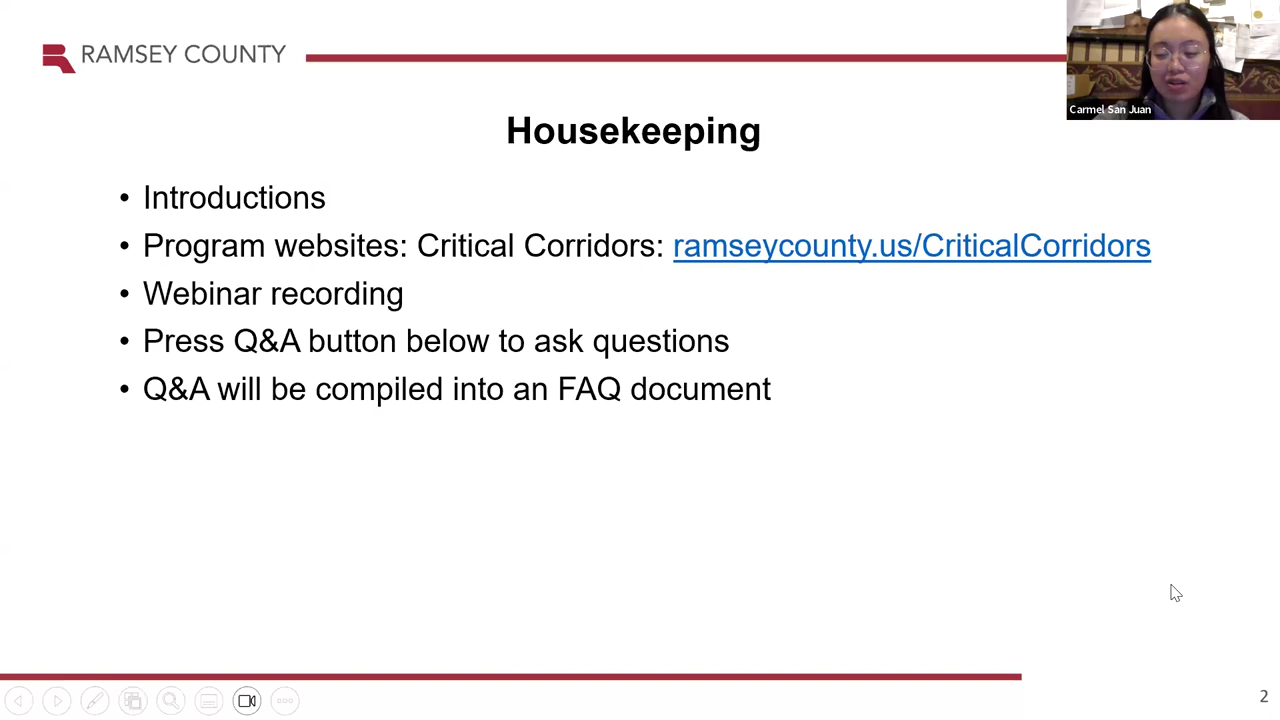 RAMSEY COUNTY
Carmel San Juan
Housekeeping
• Introductions
• Program websites: Critical Corridors: ramseycounty.us/CriticalCorridors
• Webinar recording
• Press Q&A button below to ask questions
• Q&A will be compiled into an FAQ document
2